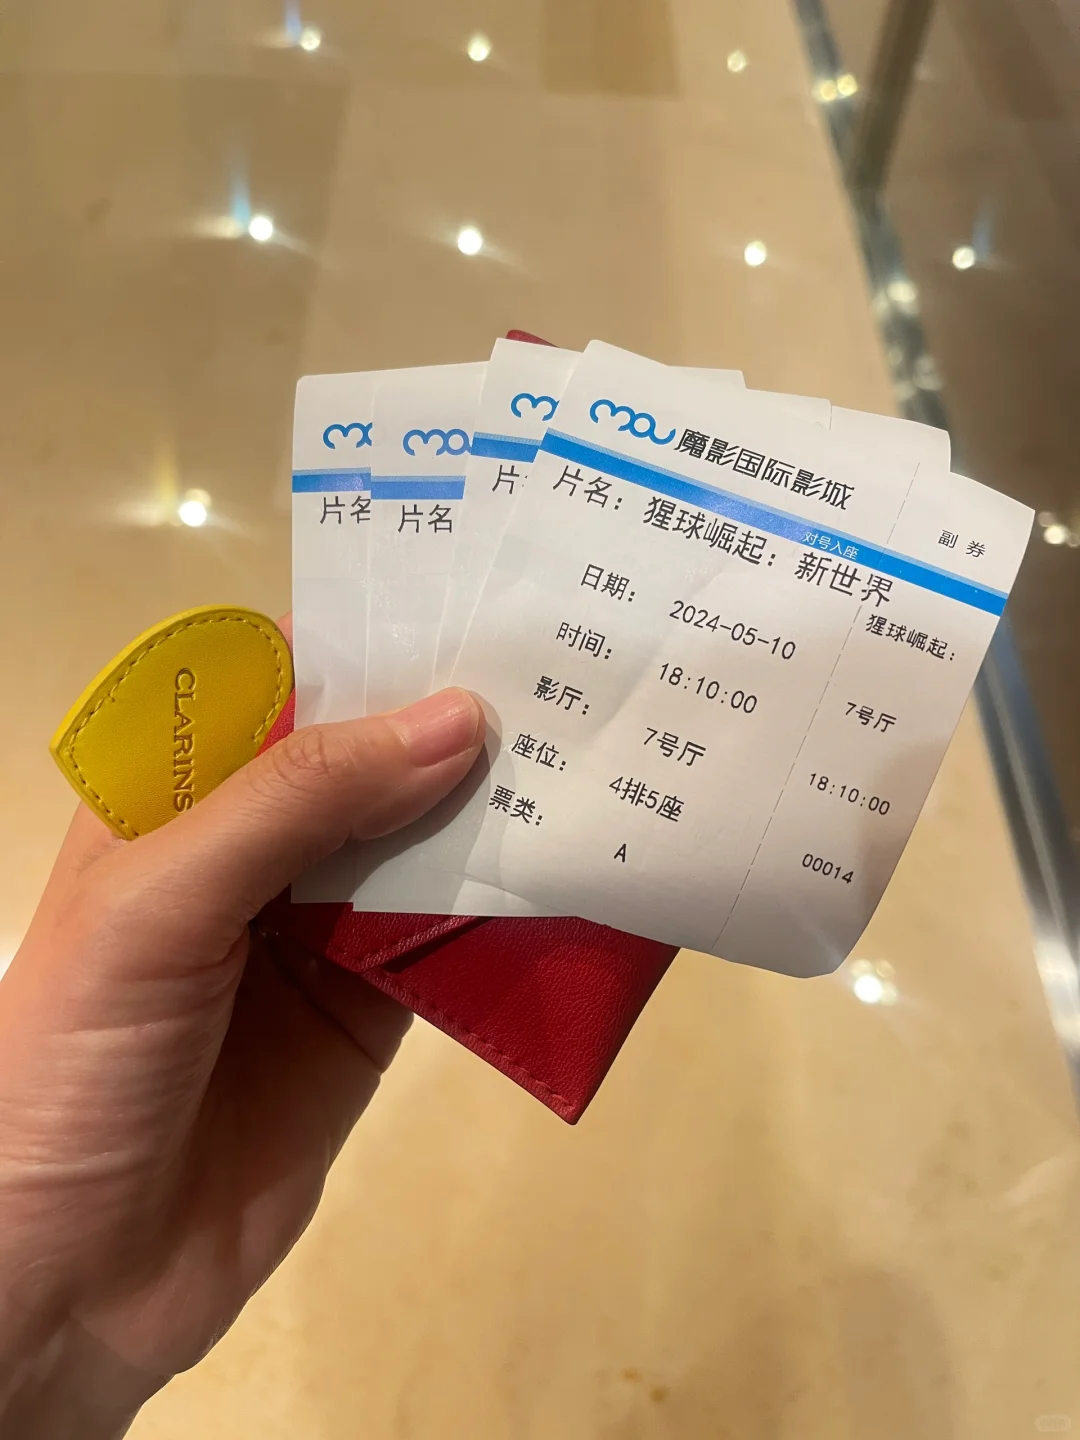 片名
片名
片
磨影国际影城
对号入座
片名：猩球崛起：新世界
日期：2024-05-10
时间：18:10:00
影厅：7号厅
座位：4排5座
票类：A
副券
猩球崛起：
7号厅
18:10:00
00014
CLARINS